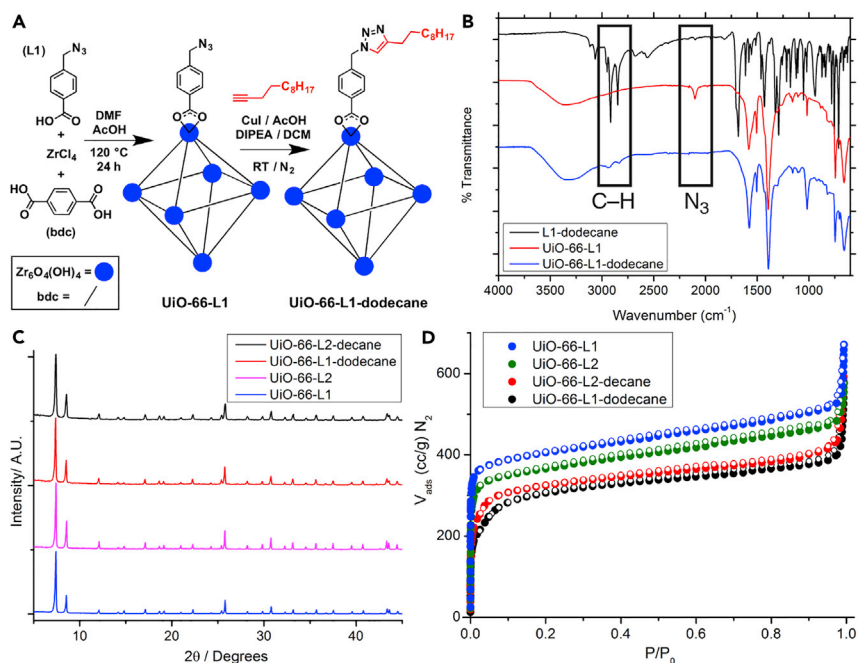 A
(L1)
N3
HO
O
+
ZrCl4
+
O
OH
HO
O
(bdc)
DMF
AcOH
120 °C
24 h
N3
O
O
UiO-66-L1
C8H17
CuI / AcOH
DIPEA / DCM
RT / N2
N
N
N
C8H17
O
O
UiO-66-L1-dodecane
Zr6O4(OH)4 =
bdc =
B
% Transmittance
C–H
N3
L1-dodecane
UiO-66-L1
UiO-66-L1-dodecane
4000 3500 3000 2500 2000 1500 1000
Wavenumber (cm-1)
C
Intensity/ A.U.
UiO-66-L2-decane
UiO-66-L1-dodecane
UiO-66-L2
UiO-66-L1
10 20 30 40
2θ / Degrees
D
Vads (cc/g) N2
UiO-66-L1
UiO-66-L2
UiO-66-L2-decane
UiO-66-L1-dodecane
600
400
200
0
0.0 0.2 0.4 0.6 0.8 1.0
P/P0